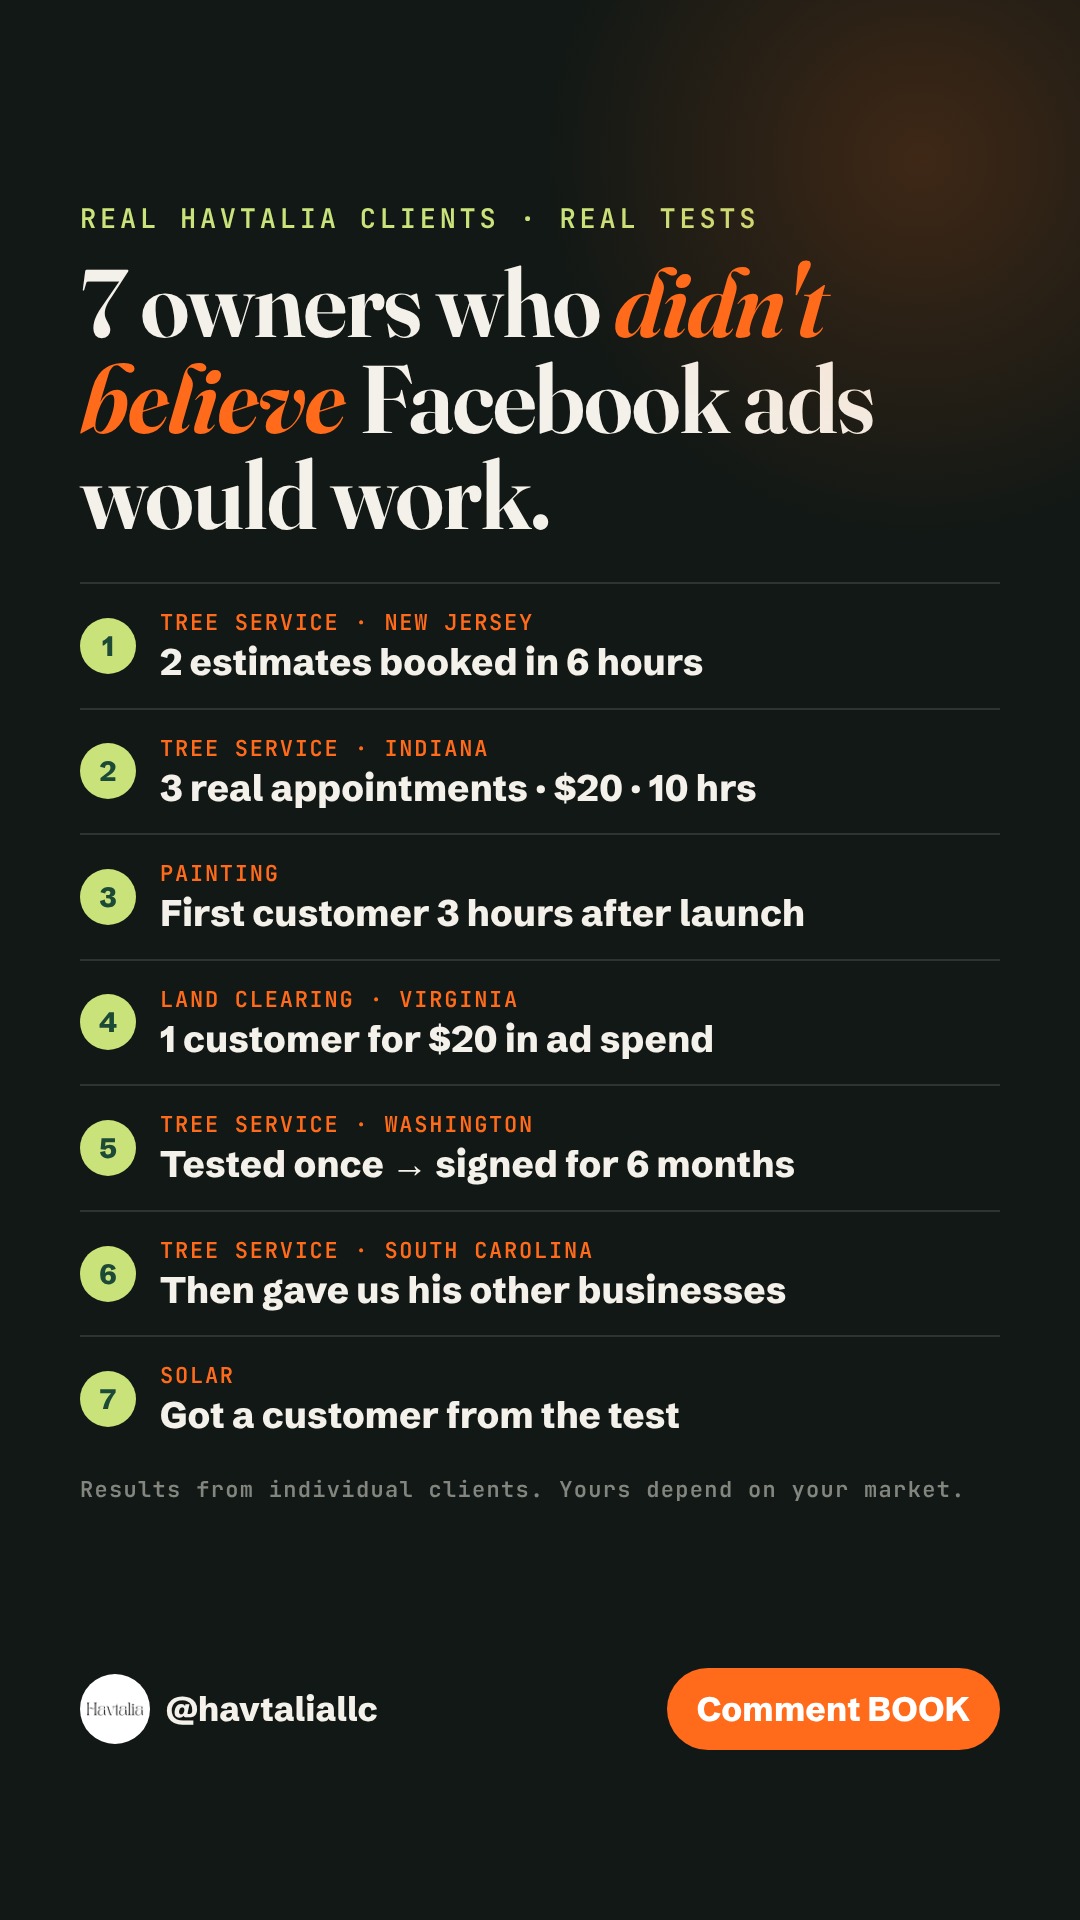 REAL HAVTALIA CLIENTS · REAL TESTS
7 owners who didn't
believe Facebook ads
would work.
1
TREE SERVICE · NEW JERSEY
2 estimates booked in 6 hours
2
TREE SERVICE · INDIANA
3 real appointments · $20 · 10 hrs
3
PAINTING
First customer 3 hours after launch
4
LAND CLEARING · VIRGINIA
1 customer for $20 in ad spend
5
TREE SERVICE · WASHINGTON
Tested once → signed for 6 months
6
TREE SERVICE · SOUTH CAROLINA
Then gave us his other businesses
7
SOLAR
Got a customer from the test
Results from individual clients. Yours depend on your market.
Havtalia
@havtaliallc
Comment BOOK